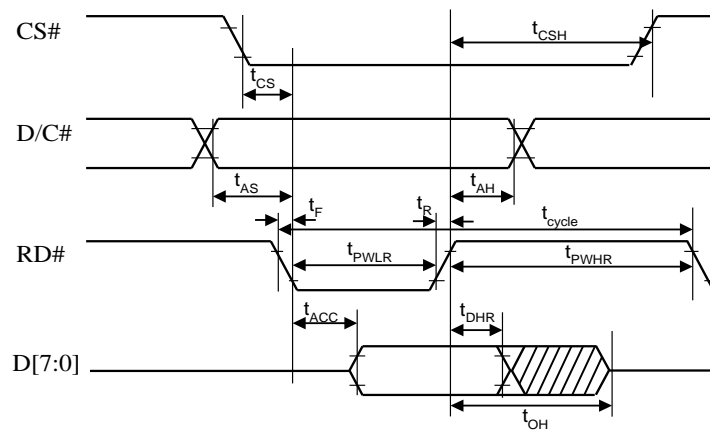 CS#
t_CSH
t_CS
D/C#
t_AS
t_AH
t_F
t_R
t_cycle
RD#
t_PWLR
t_PWHR
t_ACC
t_DHR
D[7:0]
t_OH